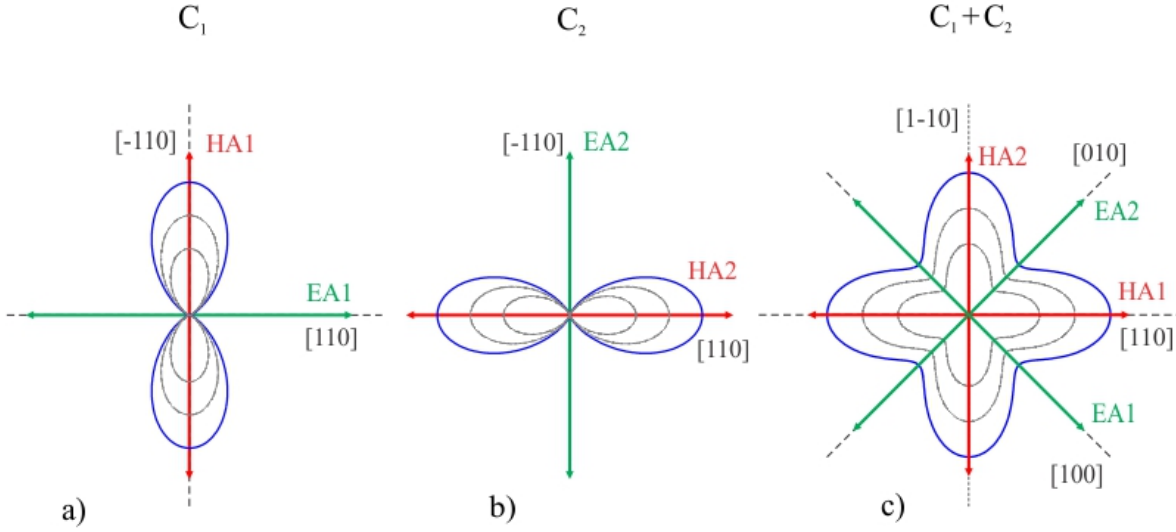 C₁
C₂
C₁ + C₂
[-110]
HA1
EA1
[110]
a)
[-110]
EA2
HA2
[110]
b)
[1-10]
HA2
[010]
EA2
HA1
[110]
EA1
[100]
c)